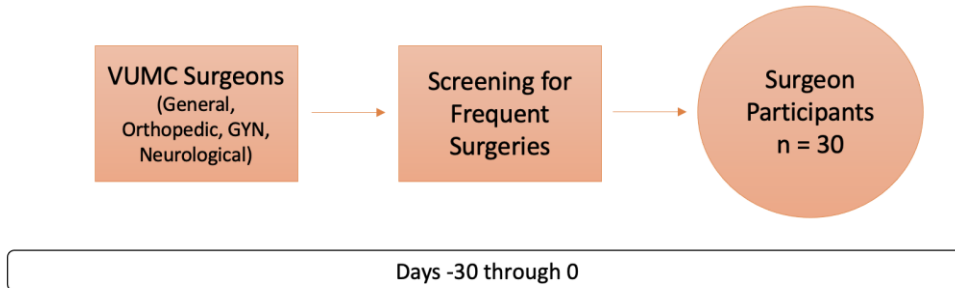 VUMC Surgeons
(General,
Orthopedic, GYN,
Neurological)
Screening for
Frequent
Surgeries
Surgeon
Participants
n = 30
Days -30 through 0